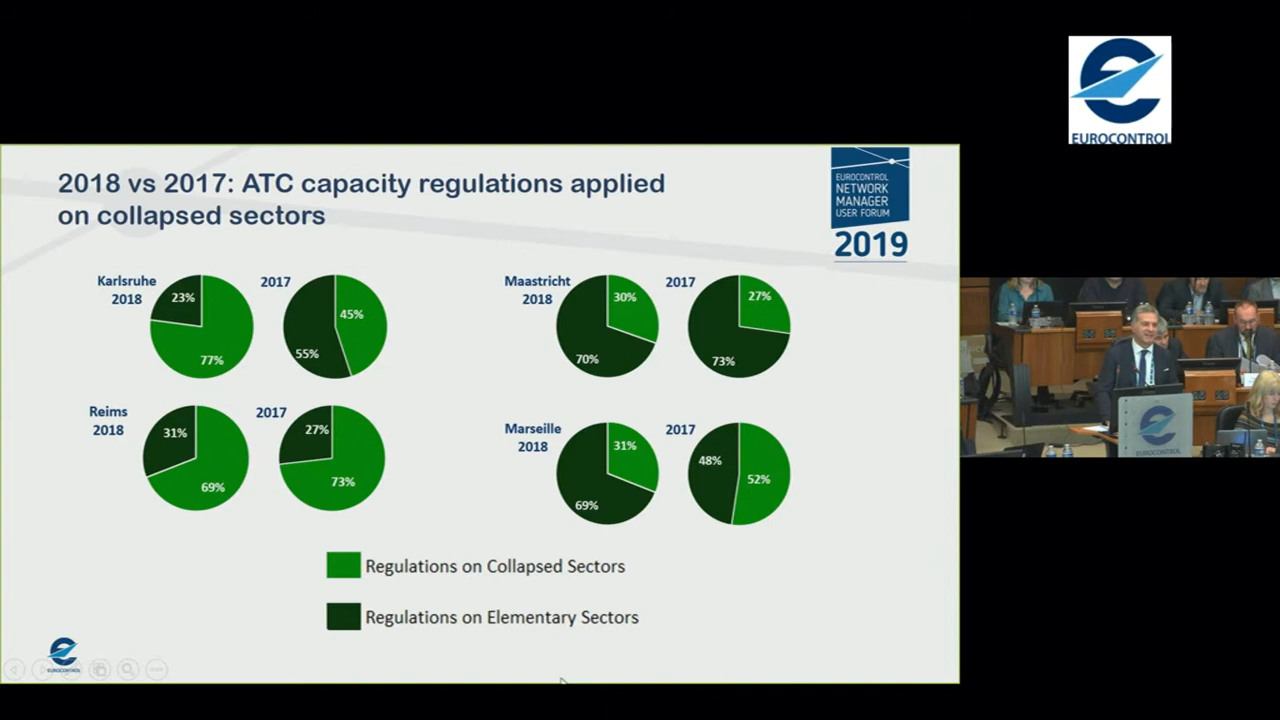 EUROCONTROL
2018 vs 2017: ATC capacity regulations applied
on collapsed sectors
EUROCONTROL
NETWORK
MANAGER
USER FORUM
2019
Karlsruhe
2018
23%
77%
2017
45%
55%
Maastricht
2018
30%
70%
2017
27%
73%
Reims
2018
31%
69%
2017
27%
73%
Marseille
2018
31%
69%
2017
48%
52%
Regulations on Collapsed Sectors
Regulations on Elementary Sectors
EUROCONTROL
EUROCONTROL